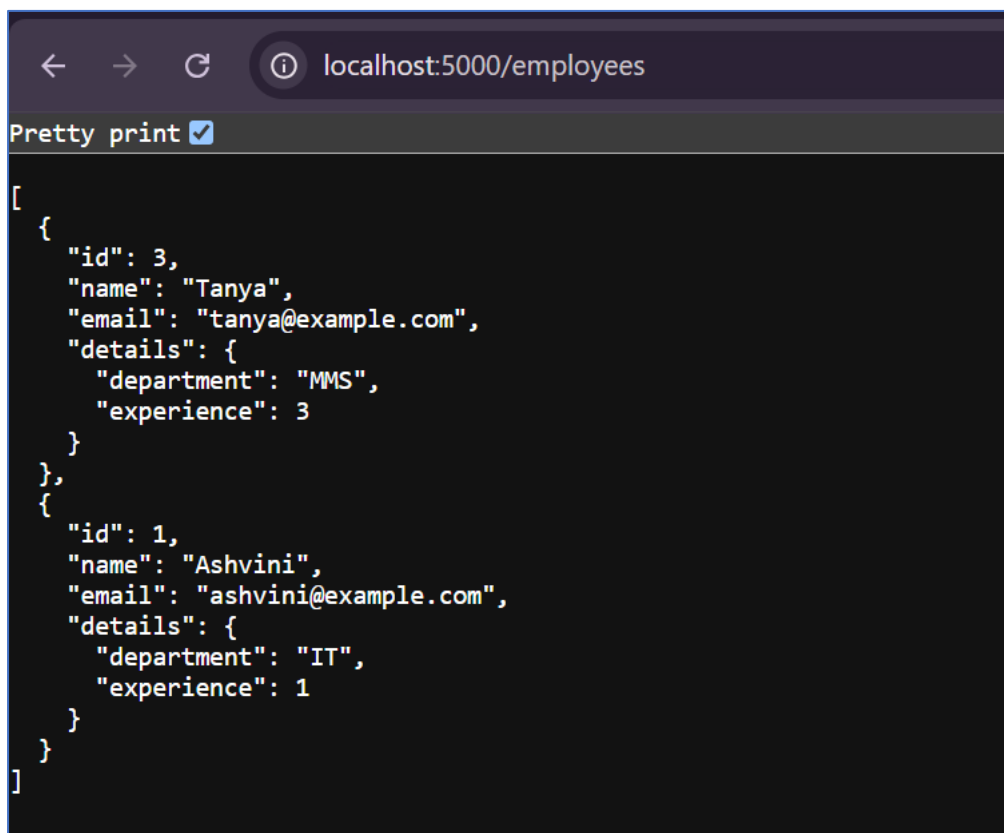 localhost:5000/employees
Pretty print
[
  {
    "id": 3,
    "name": "Tanya",
    "email": "tanya@example.com",
    "details": {
      "department": "MMS",
      "experience": 3
    }
  },
  {
    "id": 1,
    "name": "Ashvini",
    "email": "ashvini@example.com",
    "details": {
      "department": "IT",
      "experience": 1
    }
  }
]